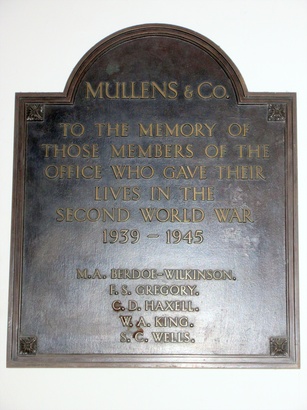 MULLENS & CO.
TO THE MEMORY OF
THOSE MEMBERS OF THE
OFFICE WHO GAVE THEIR
LIVES IN THE
SECOND WORLD WAR
1939 – 1945
M. A. BERDOE-WILKINSON.
F. S. GREGORY.
C. D. HAXELL.
W. A. KING.
S. C. WELLS.